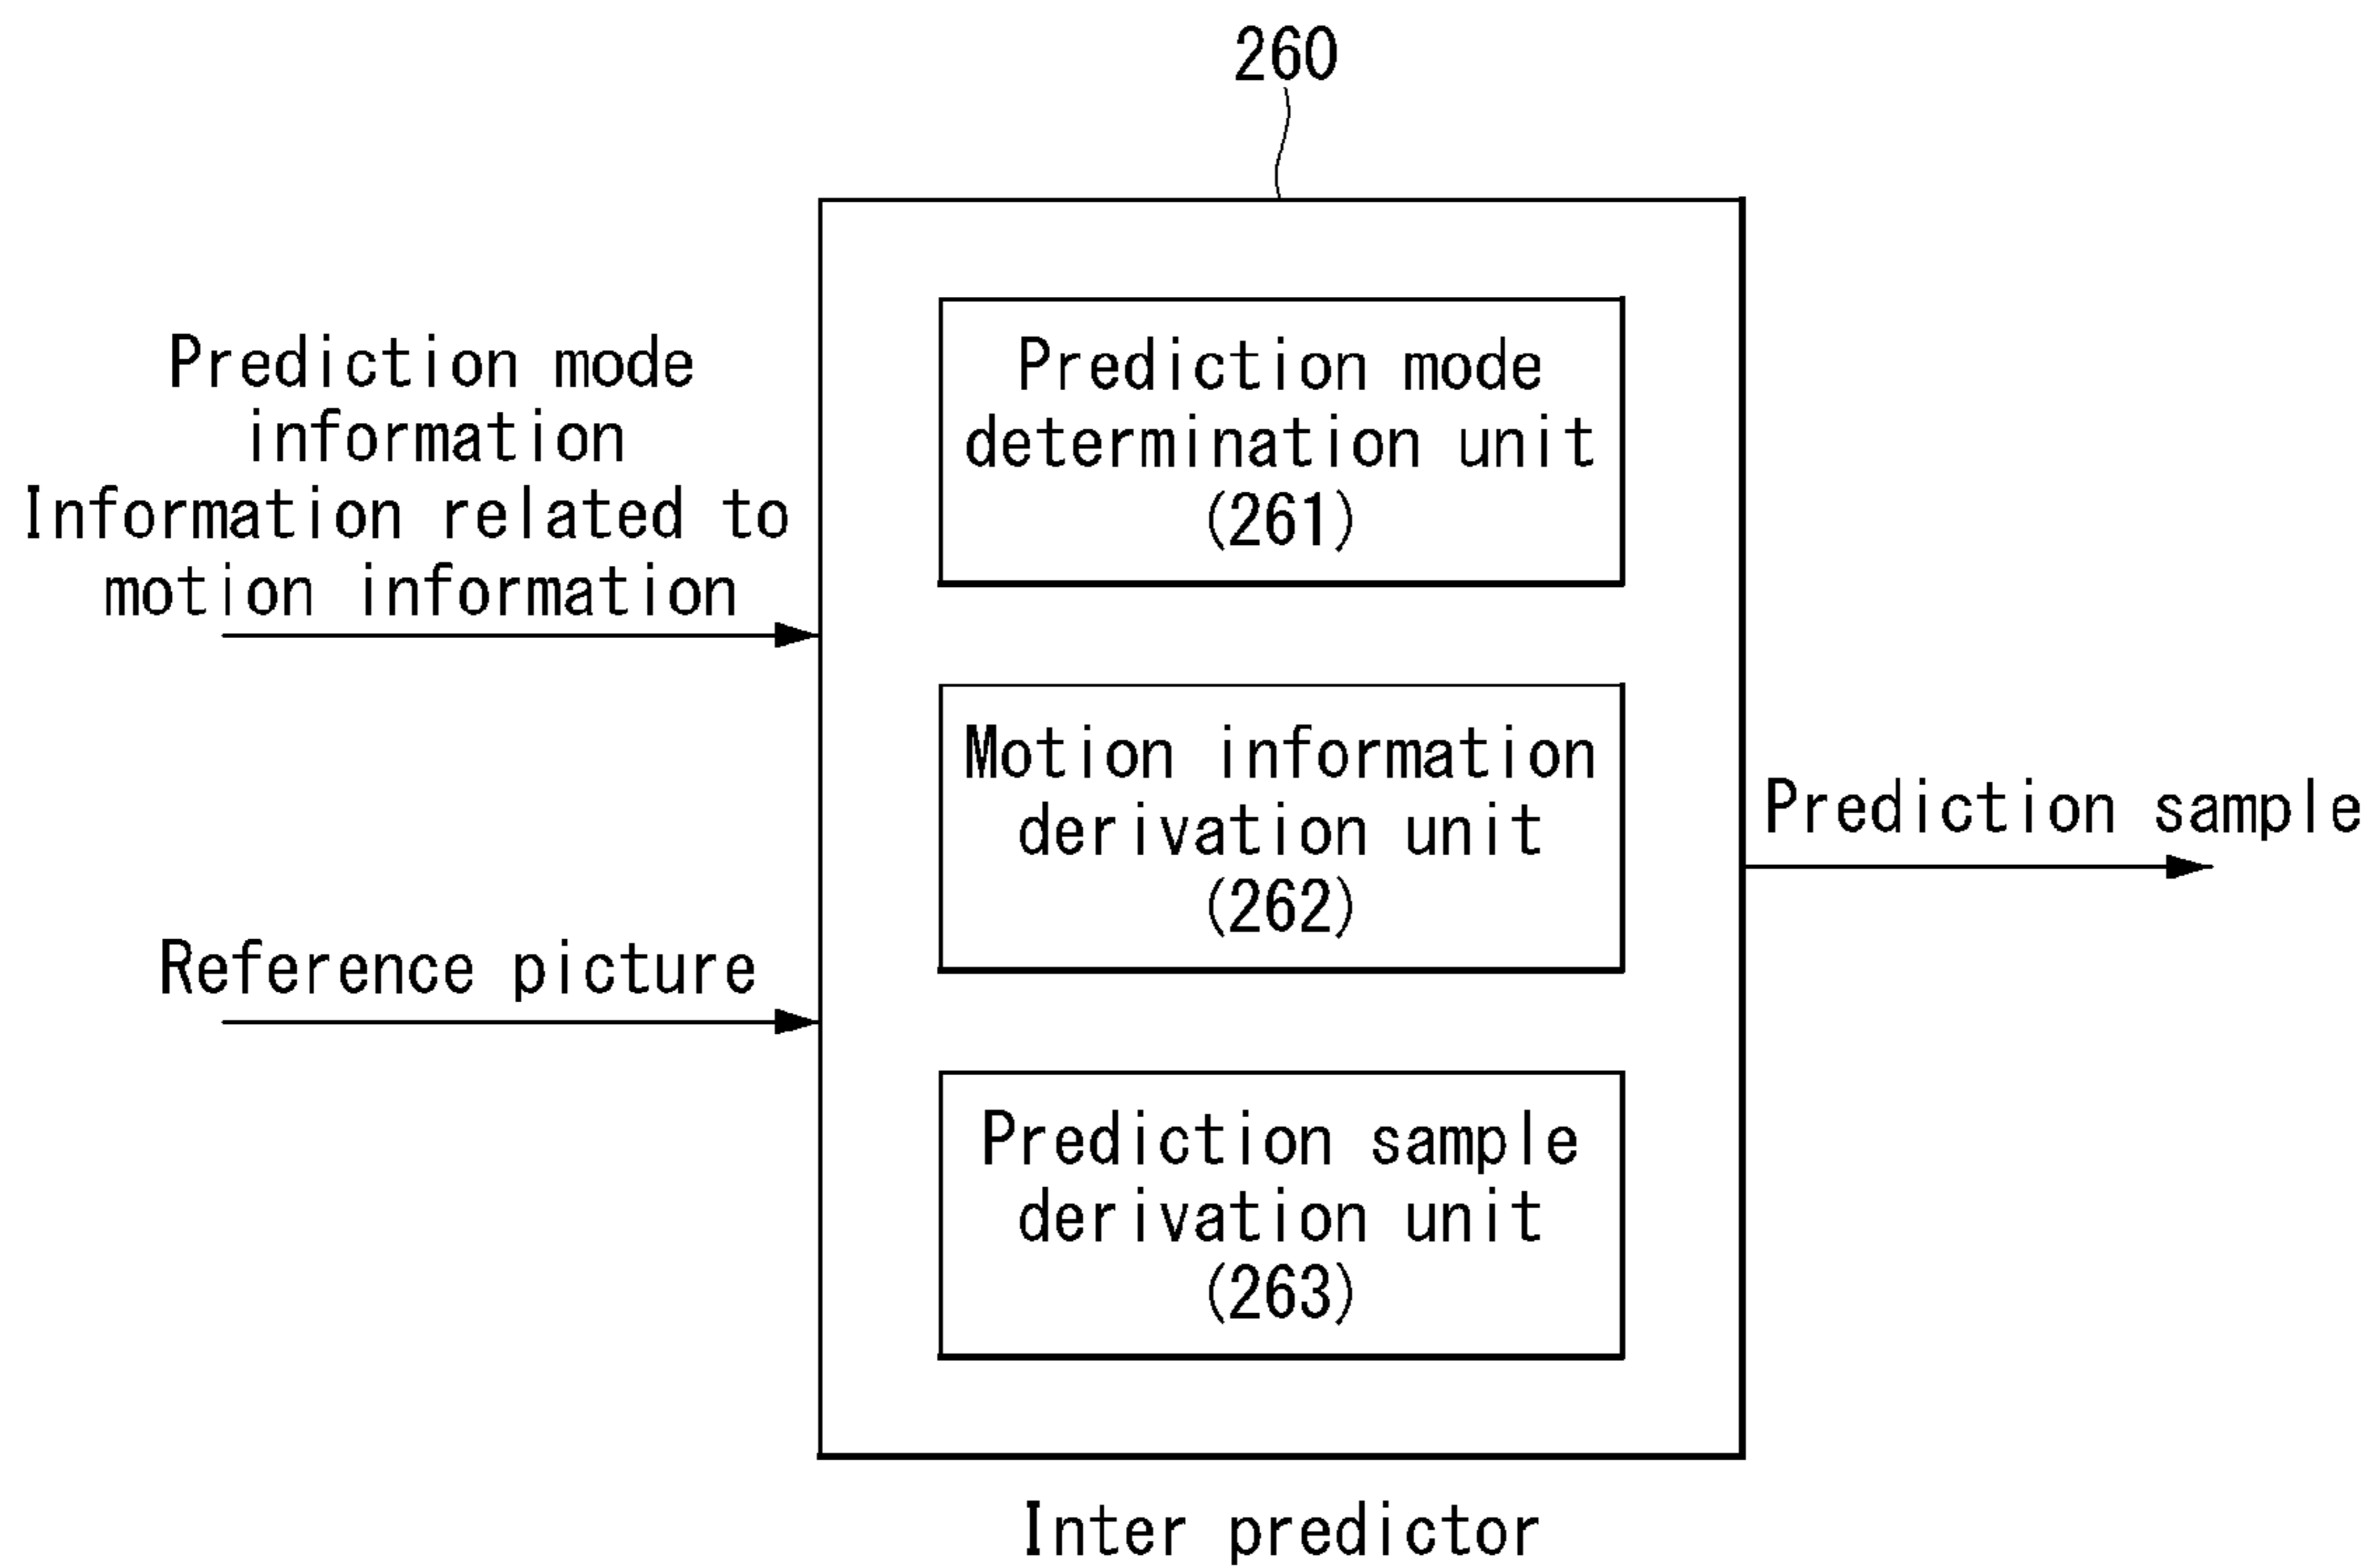 260
Prediction mode
information
Information related to
motion information
Reference picture
Prediction mode
determination unit
(261)
Motion information
derivation unit
(262)
Prediction sample
derivation unit
(263)
Prediction sample
Inter predictor